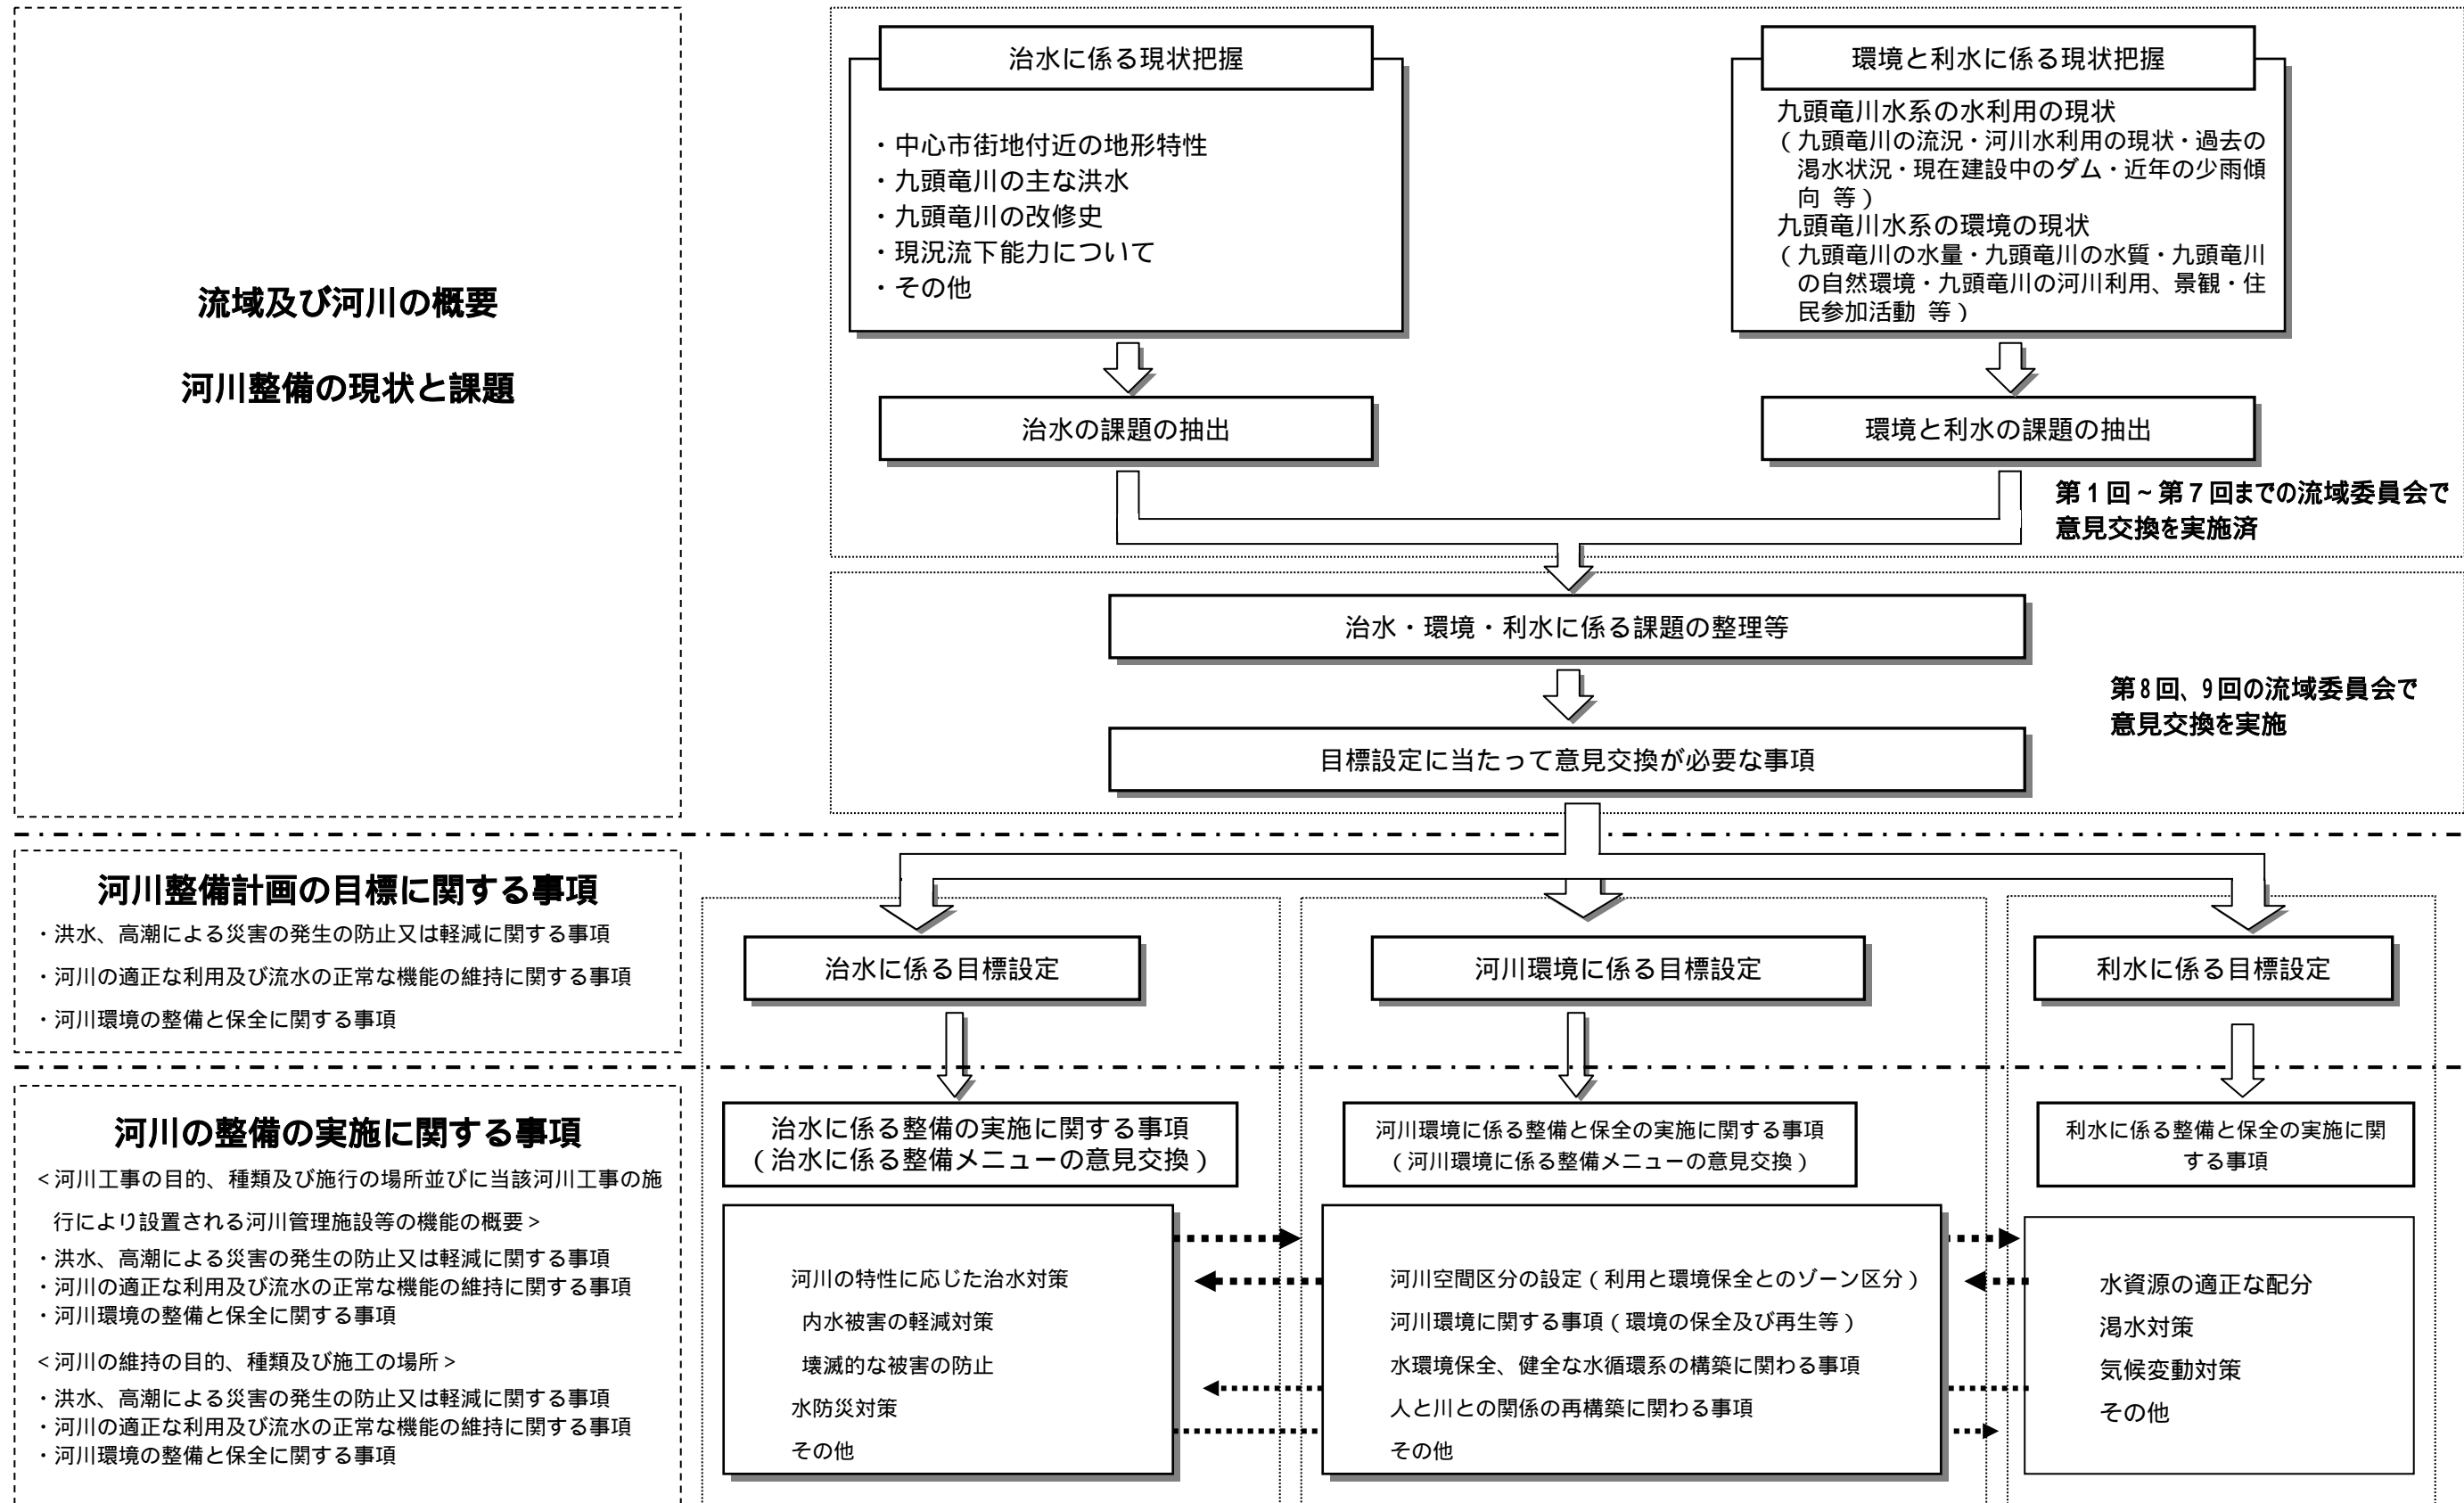 流域及び河川の概要
河川整備の現状と課題
治水に係る現状把握
・中心市街地付近の地形特性
・九頭竜川の主な洪水
・九頭竜川の改修史
・現況流下能力について
・その他
環境と利水に係る現状把握
九頭竜川水系の水利用の現状
（九頭竜川の流況・河川水利用の現状・過去の
渇水状況・現在建設中のダム・近年の少雨傾
向 等）
九頭竜川水系の環境の現状
（九頭竜川の水量・九頭竜川の水質・九頭竜川
の自然環境・九頭竜川の河川利用、景観・住
民参加活動 等）
治水の課題の抽出
環境と利水の課題の抽出
第1回～第7回までの流域委員会で
意見交換を実施済
治水・環境・利水に係る課題の整理等
目標設定に当たって意見交換が必要な事項
第8回、9回の流域委員会で
意見交換を実施
河川整備計画の目標に関する事項
・洪水、高潮による災害の発生の防止又は軽減に関する事項
・河川の適正な利用及び流水の正常な機能の維持に関する事項
・河川環境の整備と保全に関する事項
治水に係る目標設定
河川環境に係る目標設定
利水に係る目標設定
河川の整備の実施に関する事項
＜河川工事の目的、種類及び施行の場所並びに当該河川工事の施
行により設置される河川管理施設等の機能の概要＞
・洪水、高潮による災害の発生の防止又は軽減に関する事項
・河川の適正な利用及び流水の正常な機能の維持に関する事項
・河川環境の整備と保全に関する事項
＜河川の維持の目的、種類及び施工の場所＞
・洪水、高潮による災害の発生の防止又は軽減に関する事項
・河川の適正な利用及び流水の正常な機能の維持に関する事項
・河川環境の整備と保全に関する事項
治水に係る整備の実施に関する事項
（治水に係る整備メニューの意見交換）
河川の特性に応じた治水対策
内水被害の軽減対策
壊滅的な被害の防止
水防災対策
その他
河川環境に係る整備と保全の実施に関する事項
（河川環境に係る整備メニューの意見交換）
河川空間区分の設定（利用と環境保全とのゾーン区分）
河川環境に関する事項（環境の保全及び再生等）
水環境保全、健全な水循環系の構築に関わる事項
人と川との関係の再構築に関わる事項
その他
利水に係る整備と保全の実施に関
する事項
水資源の適正な配分
渇水対策
気候変動対策
その他